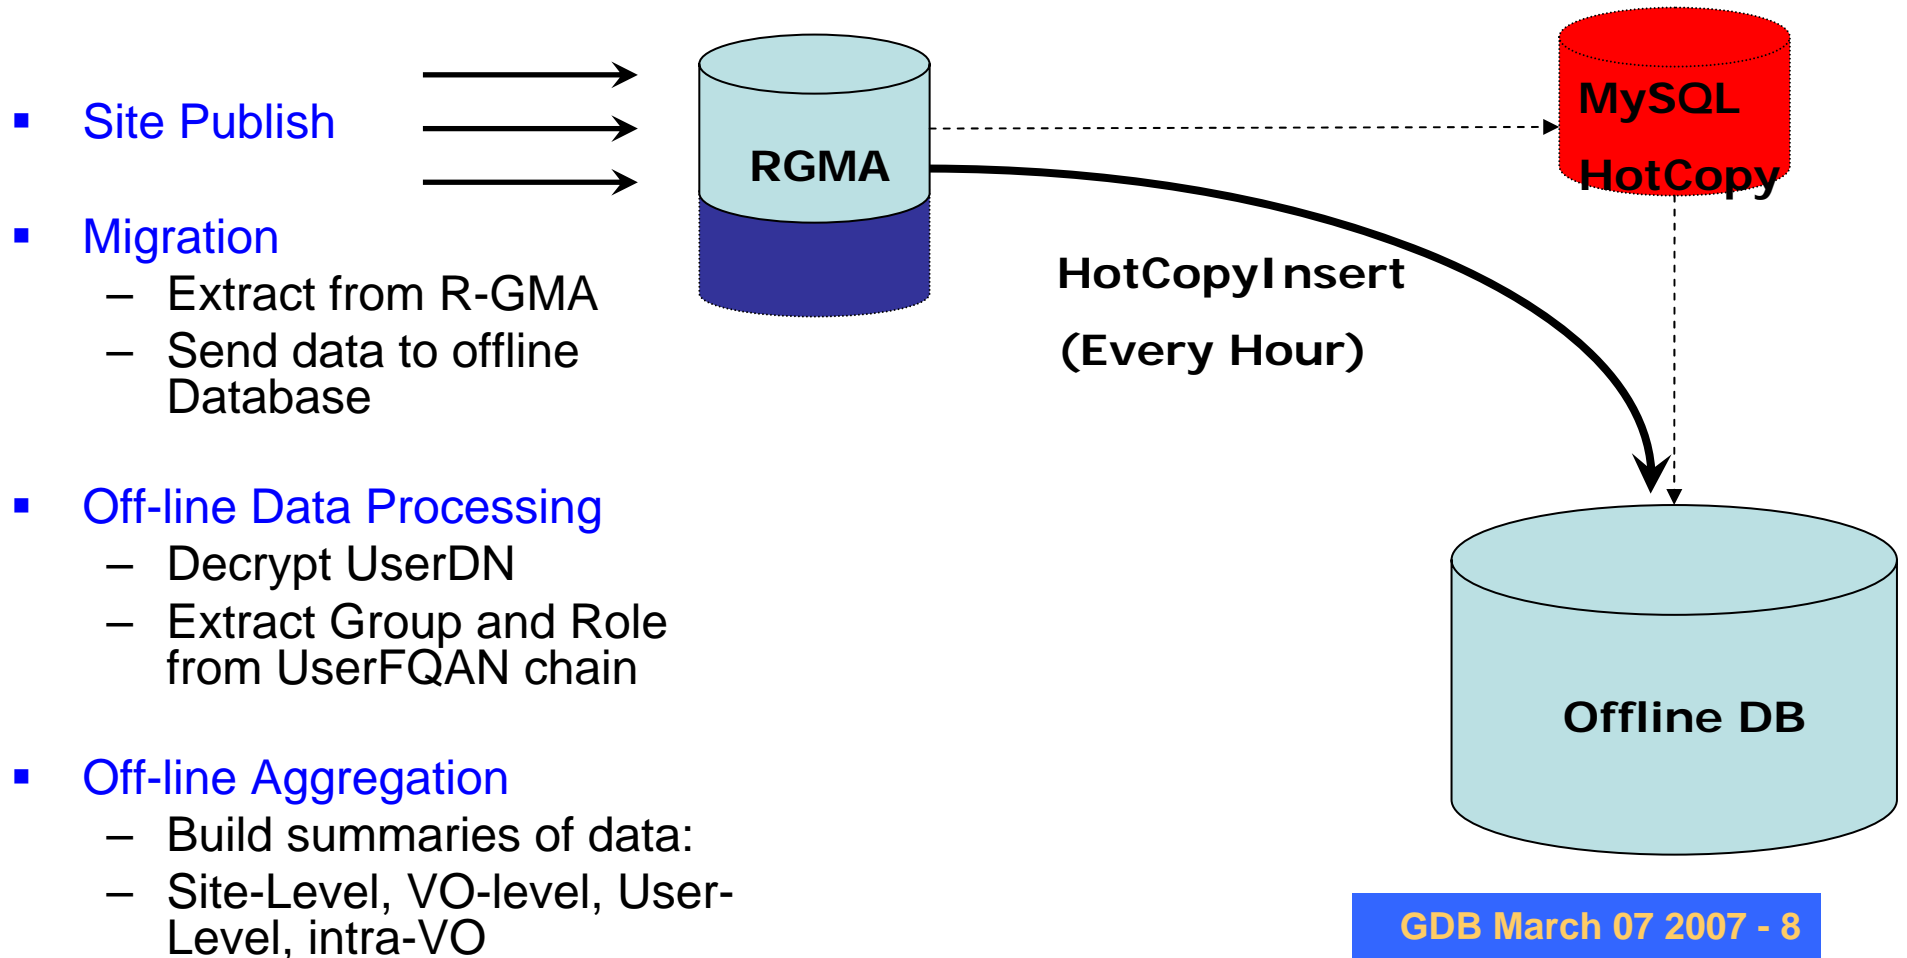 ▪ Site Publish
▪ Migration
– Extract from R-GMA
– Send data to offline
Database
▪ Off-line Data Processing
– Decrypt UserDN
– Extract Group and Role
from UserFQAN chain
▪ Off-line Aggregation
– Build summaries of data:
– Site-Level, VO-level, User-
Level, intra-VO
RGMA
MySQL
HotCopy
HotCopyInsert
(Every Hour)
Offline DB
GDB March 07 2007 - 8